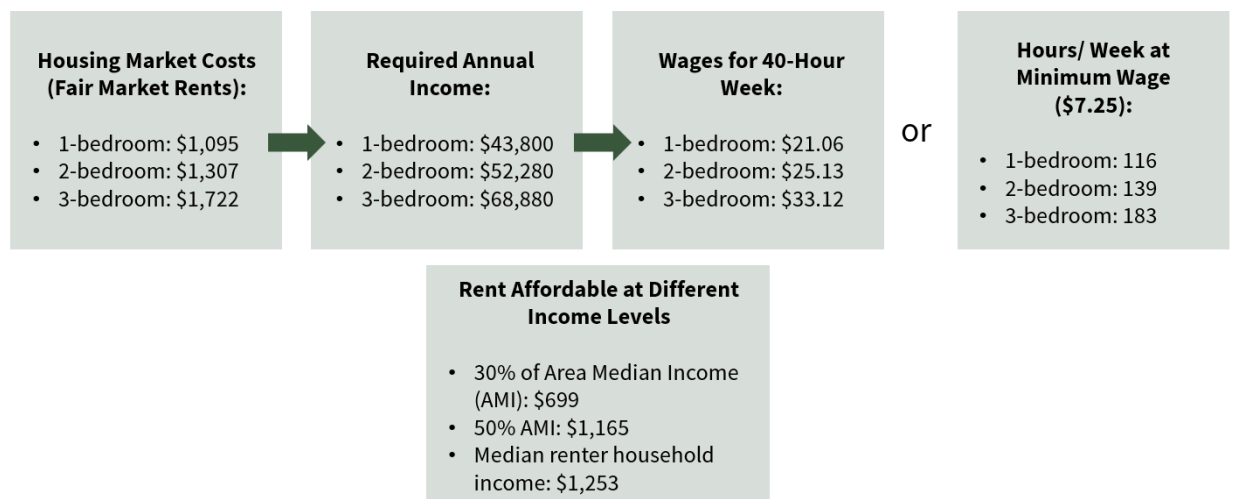 Housing Market Costs
(Fair Market Rents):
• 1-bedroom: $1,095
• 2-bedroom: $1,307
• 3-bedroom: $1,722
Required Annual
Income:
• 1-bedroom: $43,800
• 2-bedroom: $52,280
• 3-bedroom: $68,880
Wages for 40-Hour
Week:
• 1-bedroom: $21.06
• 2-bedroom: $25.13
• 3-bedroom: $33.12
or
Hours/ Week at
Minimum Wage
($7.25):
• 1-bedroom: 116
• 2-bedroom: 139
• 3-bedroom: 183
Rent Affordable at Different
Income Levels
• 30% of Area Median Income
(AMI): $699
• 50% AMI: $1,165
• Median renter household
income: $1,253